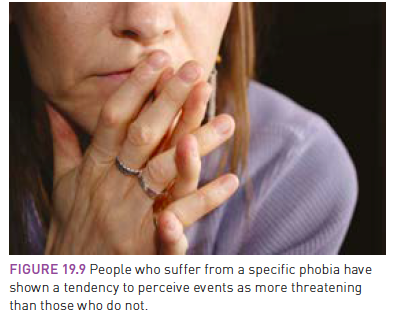 FIGURE 19.9 People who suffer from a specific phobia have
shown a tendency to perceive events as more threatening
than those who do not.